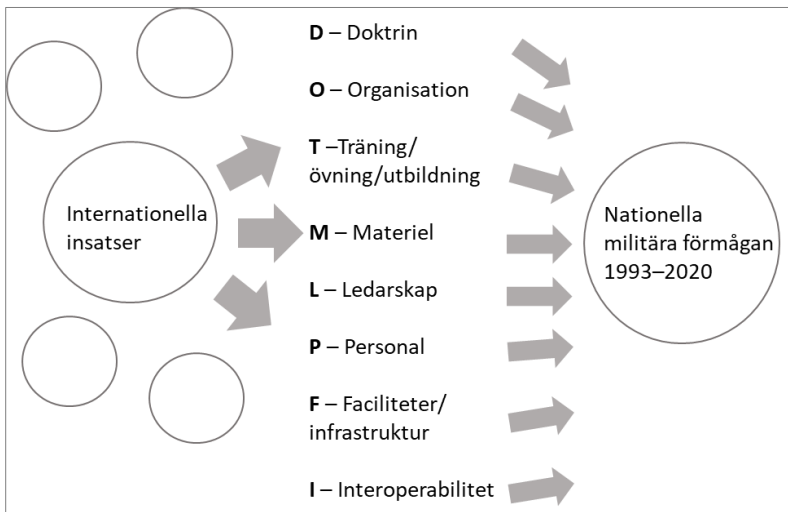 Internationella
insatser
D – Doktrin
O – Organisation
T –Träning/
övning/utbildning
M – Materiel
L – Ledarskap
P – Personal
F – Faciliteter/
infrastruktur
I – Interoperabilitet
Nationella
militära förmågan
1993–2020